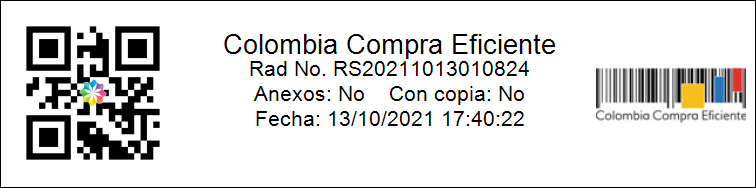 Colombia Compra Eficiente
Rad No. RS20211013010824
Anexos: No    Con copia: No
Fecha: 13/10/2021 17:40:22
Colombia Compra Eficiente